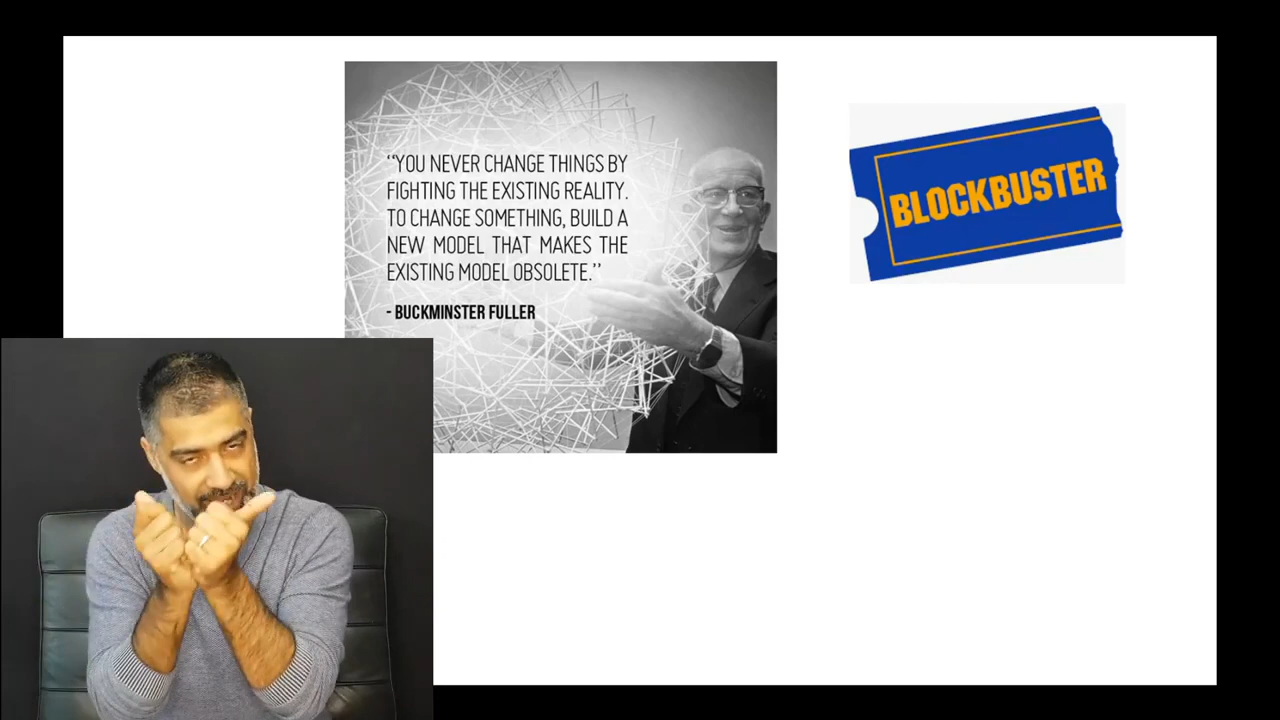 “YOU NEVER CHANGE THINGS BY
FIGHTING THE EXISTING REALITY.
TO CHANGE SOMETHING, BUILD A
NEW MODEL THAT MAKES THE
EXISTING MODEL OBSOLETE.”
- BUCKMINSTER FULLER
BLOCKBUSTER